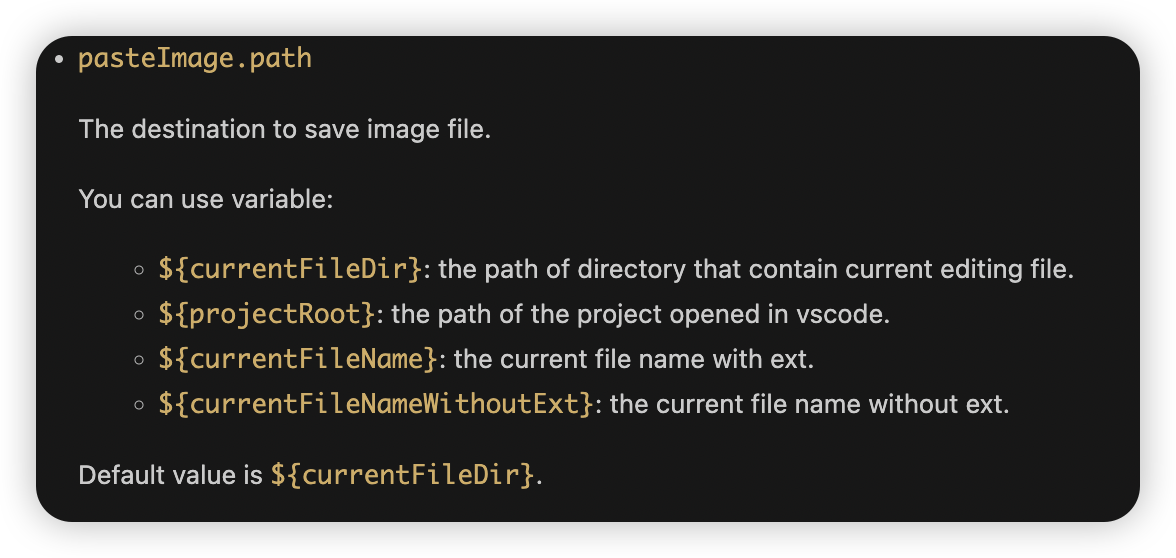 • pasteImage.path
The destination to save image file.
You can use variable:
◦ ${currentFileDir}: the path of directory that contain current editing file.
◦ ${projectRoot}: the path of the project opened in vscode.
◦ ${currentFileName}: the current file name with ext.
◦ ${currentFileNameWithoutExt}: the current file name without ext.
Default value is ${currentFileDir}.